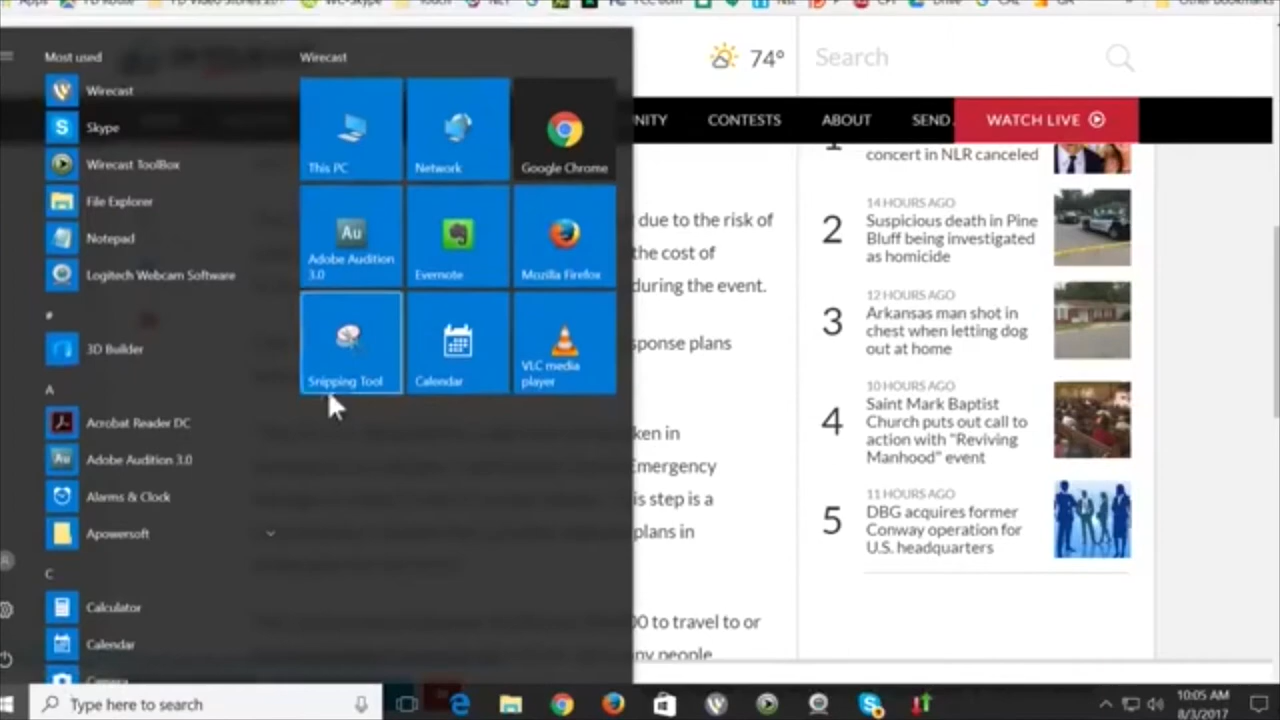 Most used
Wirecast
Skype
Wirecast ToolBox
File Explorer
Notepad
Logitech Webcam Software
#
3D Builder
A
Acrobat Reader DC
Adobe Audition 3.0
Alarms & Clock
Apowersoft
C
Calculator
Calendar
Camera
Wirecast
This PC
Network
Google Chrome
Au
Adobe Audition
3.0
Evernote
Mozilla Firefox
Snipping Tool
Calendar
VLC media
player
74°
Search
CONTESTS
ABOUT
SEND
WATCH LIVE
due to the risk of
the cost of
during the event.
plans
in
Emergency
step is a
plans in
to travel to or
people
concert in NLR canceled
14 HOURS AGO
2
Suspicious death in Pine
Bluff being investigated
as homicide
12 HOURS AGO
3
Arkansas man shot in
chest when letting dog
out at home
10 HOURS AGO
4
Saint Mark Baptist
Church puts out call to
action with "Reviving
Manhood" event
11 HOURS AGO
5
DBG acquires former
Conway operation for
U.S. headquarters
Type here to search
10:05 AM
8/3/2017